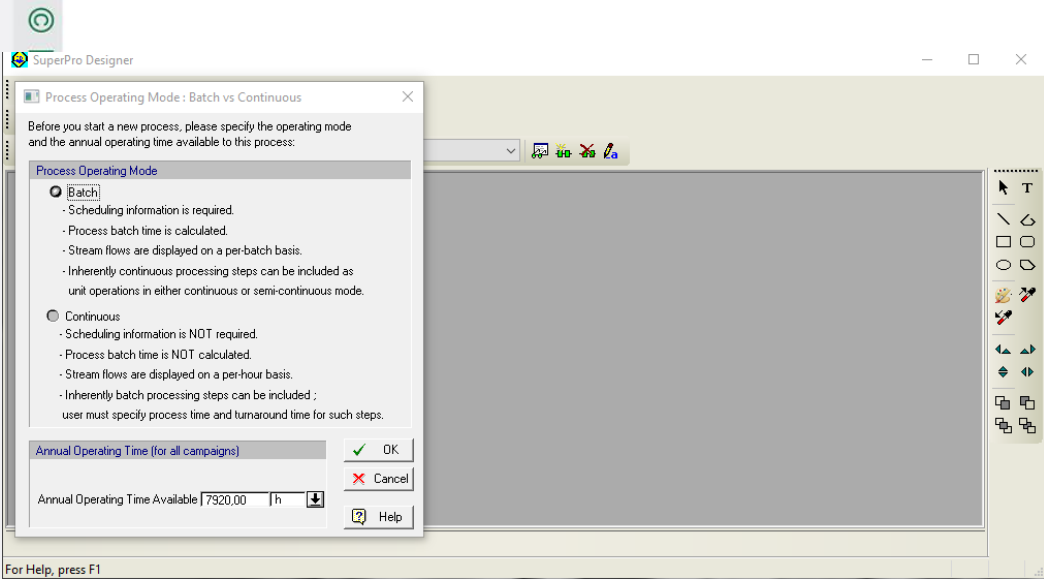 ©
SuperPro Designer
Process Operating Mode : Batch vs Continuous
Before you start a new process, please specify the operating mode
and the annual operating time available to this process:
Process Operating Mode
Batch
- Scheduling information is required.
- Process batch time is calculated.
- Stream flows are displayed on a per-batch basis.
- Inherently continuous processing steps can be included as
unit operations in either continuous or semi-continuous mode.
Continuous
- Scheduling information is NOT required.
- Process batch time is NOT calculated.
- Stream flows are displayed on a per-hour basis.
- Inherently batch processing steps can be included ;
user must specify process time and turnaround time for such steps.
Annual Operating Time (for all campaigns)
OK
Cancel
Annual Operating Time Available 7920,00 h
Help
a
T
For Help, press F1